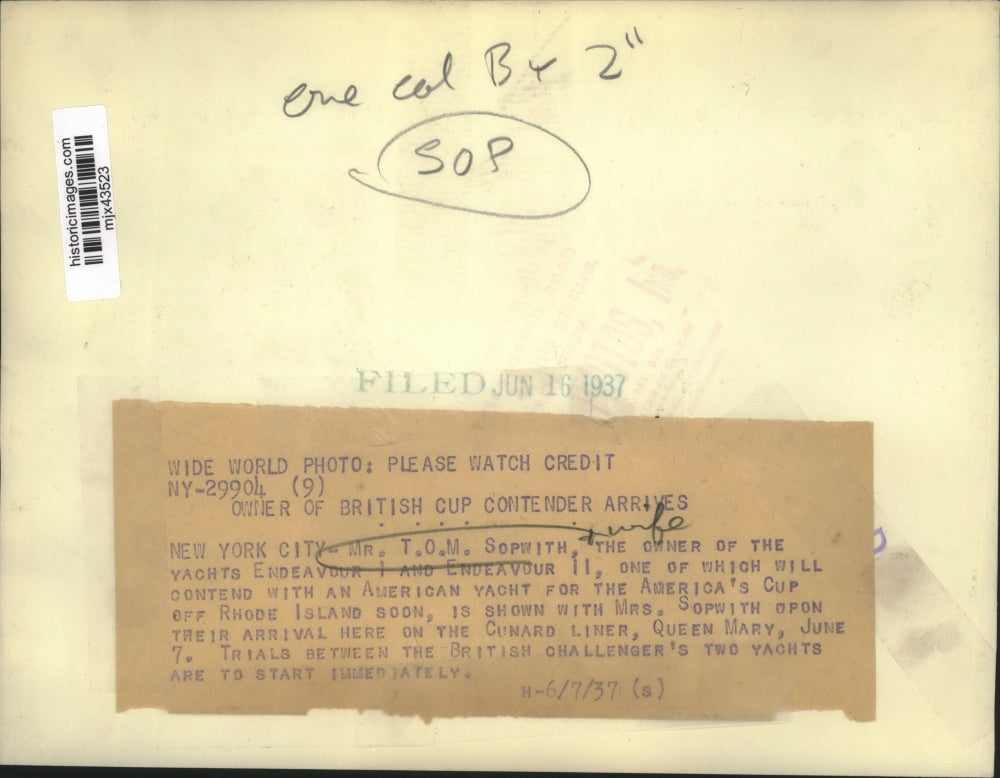 one col B+ 2"
SOP
historicimages.com
mjx43523
FILED JUN 16 1937
WIDE WORLD PHOTO: PLEASE WATCH CREDIT
NY-29904 (9)
OWNER OF BRITISH CUP CONTENDER ARRIVES
+ wife
NEW YORK CITY- MR. T.O.M. SOPWITH, THE OWNER OF THE
YACHTS ENDEAVOUR I AND ENDEAVOUR II, ONE OF WHICH WILL
CONTEND WITH AN AMERICAN YACHT FOR THE AMERICA'S CUP
OFF RHODE ISLAND SOON, IS SHOWN WITH MRS. SOPWITH UPON
THEIR ARRIVAL HERE ON THE CUNARD LINER, QUEEN MARY, JUNE
7. TRIALS BETWEEN THE BRITISH CHALLENGER'S TWO YACHTS
ARE TO START IMMEDIATELY.
H-6/7/37 (S)